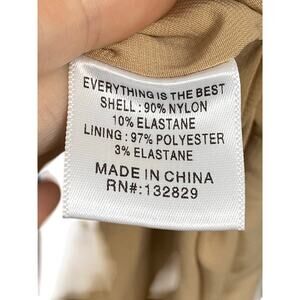 EVERYTHING IS THE BEST
SHELL: 90% NYLON
10% ELASTANE
LINING: 97% POLYESTER
3% ELASTANE
MADE IN CHINA
RN#:132829